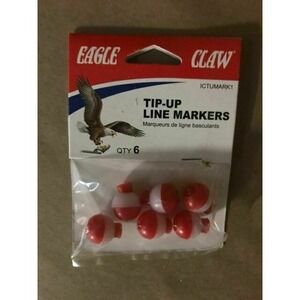 EAGLE CLAW
ICTUMARK1
TIP-UP
LINE MARKERS
Marqueurs de ligne basculants
QTY 6